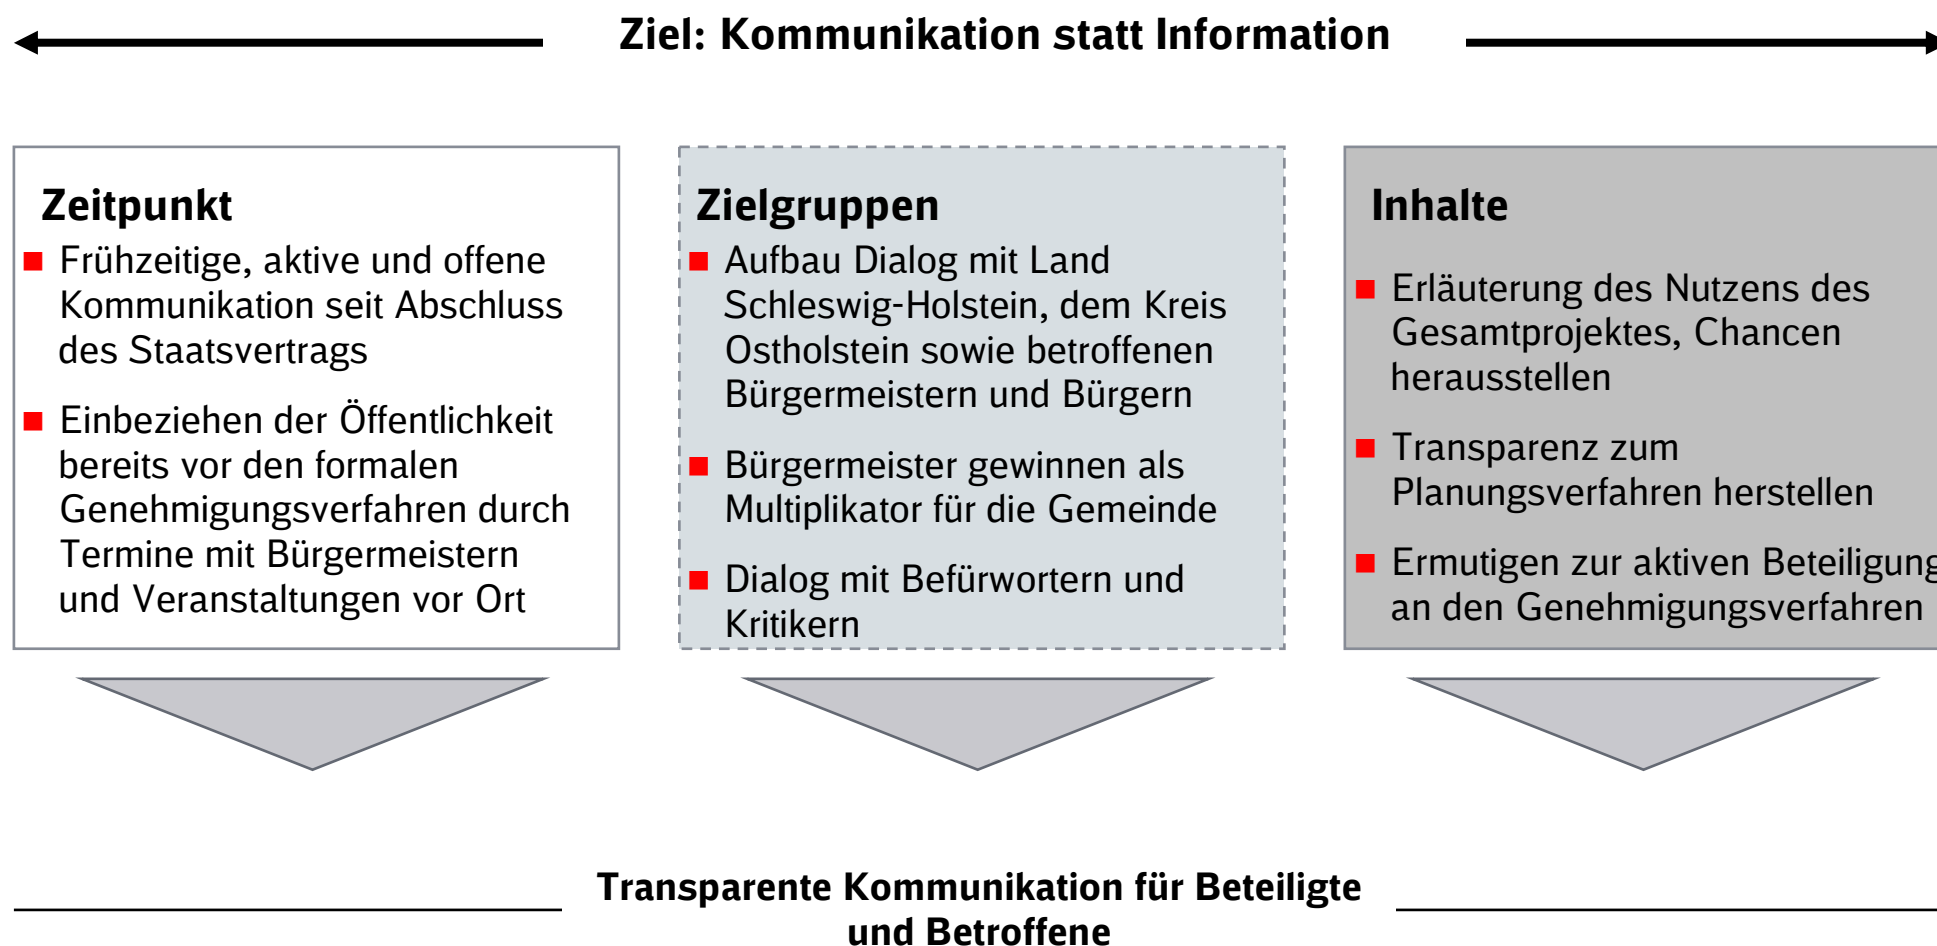 Ziel: Kommunikation statt Information
Zeitpunkt
Frühzeitige, aktive und offene
Kommunikation seit Abschluss
des Staatsvertrags
Einbeziehen der Öffentlichkeit
bereits vor den formalen
Genehmigungsverfahren durch
Termine mit Bürgermeistern
und Veranstaltungen vor Ort
Zielgruppen
Aufbau Dialog mit Land
Schleswig-Holstein, dem Kreis
Ostholstein sowie betroffenen
Bürgermeistern und Bürgern
Bürgermeister gewinnen als
Multiplikator für die Gemeinde
Dialog mit Befürwortern und
Kritikern
Inhalte
Erläuterung des Nutzens des
Gesamtprojektes, Chancen
herausstellen
Transparenz zum
Planungsverfahren herstellen
Ermutigen zur aktiven Beteiligung
an den Genehmigungsverfahren
Transparente Kommunikation für Beteiligte
und Betroffene